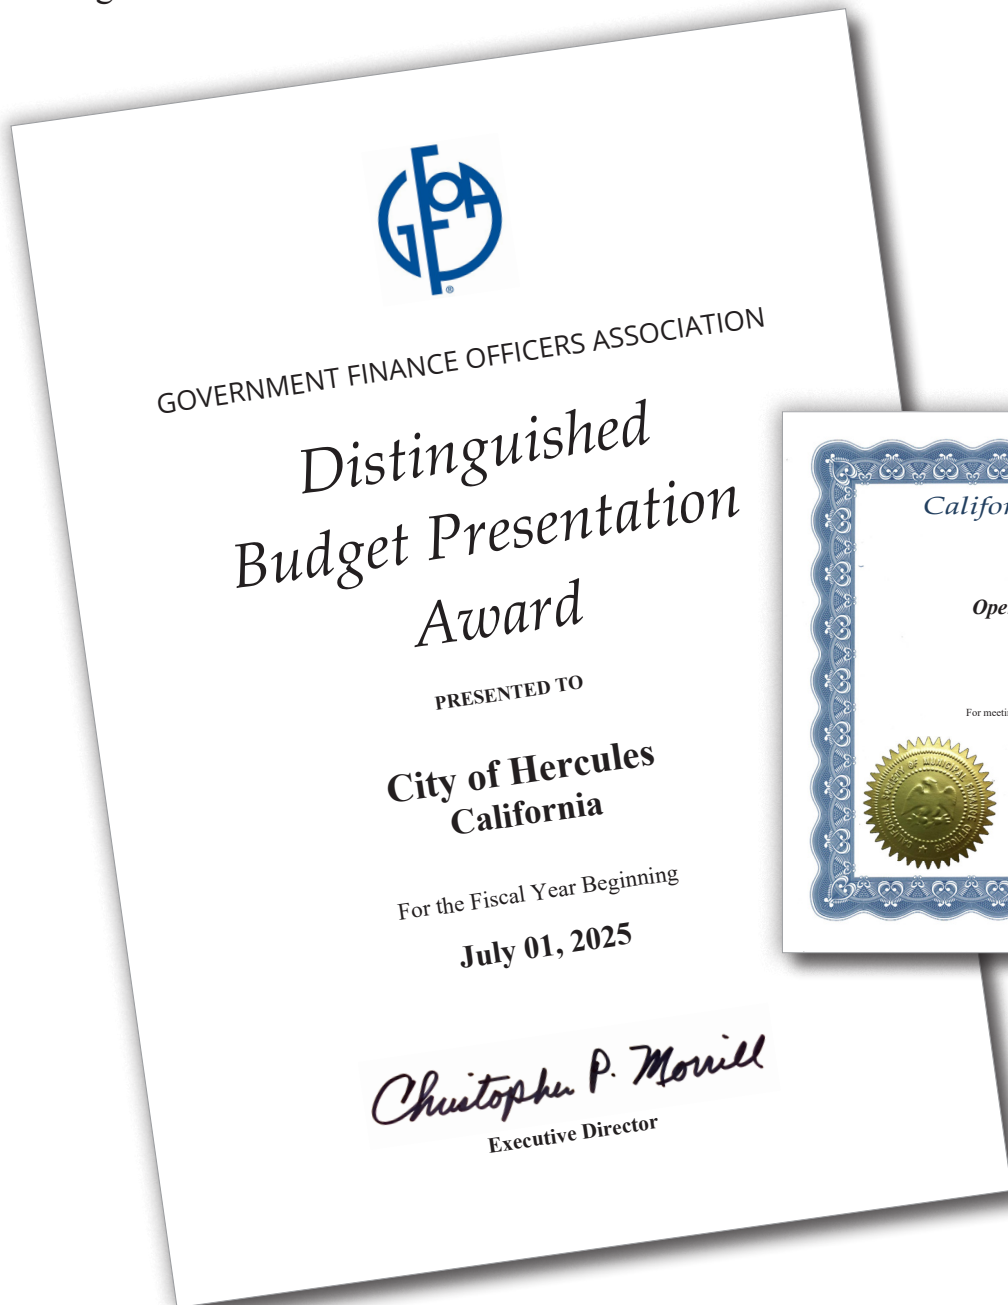 GFOA
®
GOVERNMENT FINANCE OFFICERS ASSOCIATION
Distinguished
Budget Presentation
Award
PRESENTED TO
City of Hercules
California
For the Fiscal Year Beginning
July 01, 2025
Christopher P. Morrill
Executive Director
Califor
Ope
For meeti